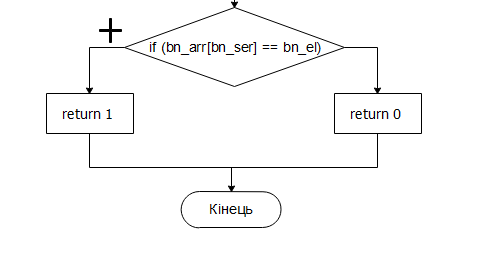 +
if (bn_arr[bn_ser] == bn_el)
return 1
return 0
Кінець